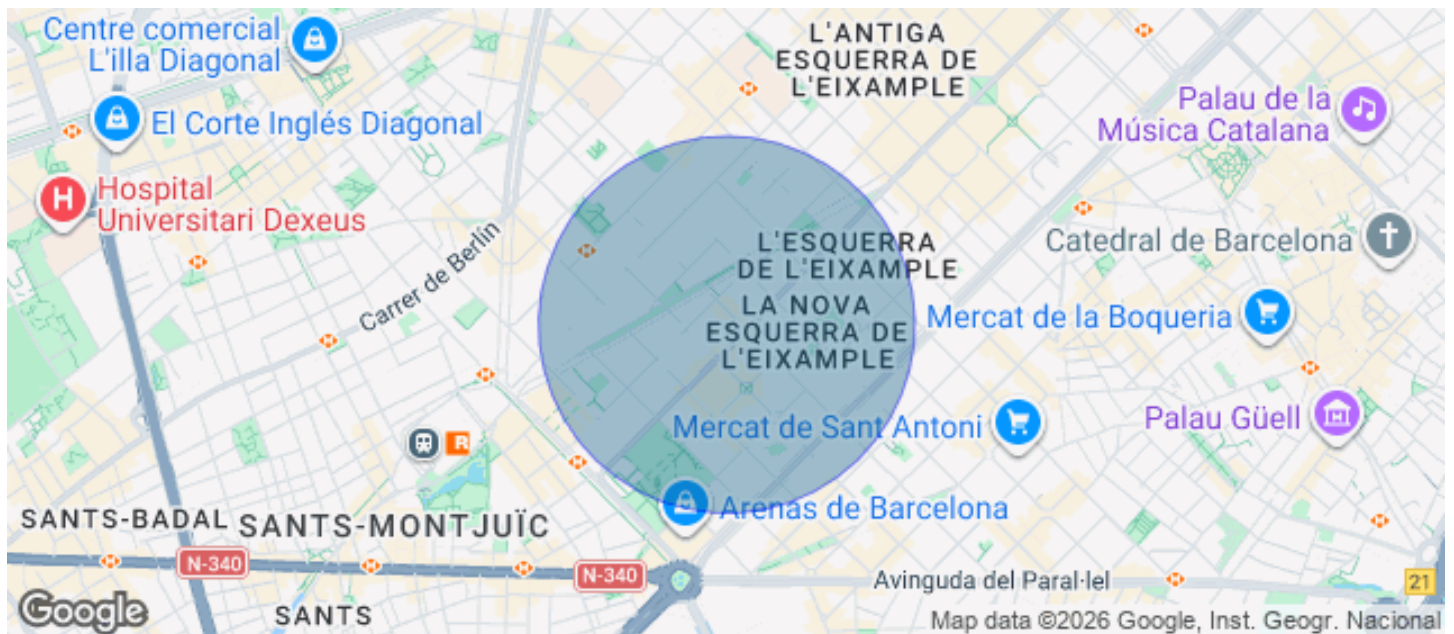 Centre comercial
L'illa Diagonal
L'ANTIGA
ESQUERRA DE
L'EIXAMPLE
El Corte Inglés Diagonal
Palau de la
Música Catalana
H
Hospital
Universitari Dexeus
Carrer de Berlín
L'ESQUERRA
DE L'EIXAMPLE
Catedral de Barcelona
LA NOVA
ESQUERRA DE
L'EIXAMPLE
Mercat de la Boqueria
Mercat de Sant Antoni
Palau Güell
R
Arenas de Barcelona
SANTS-BADAL
SANTS-MONTJUÏC
N-340
N-340
Avinguda del Paral·lel
21
SANTS
Google
Map data ©2026 Google, Inst. Geogr. Nacional